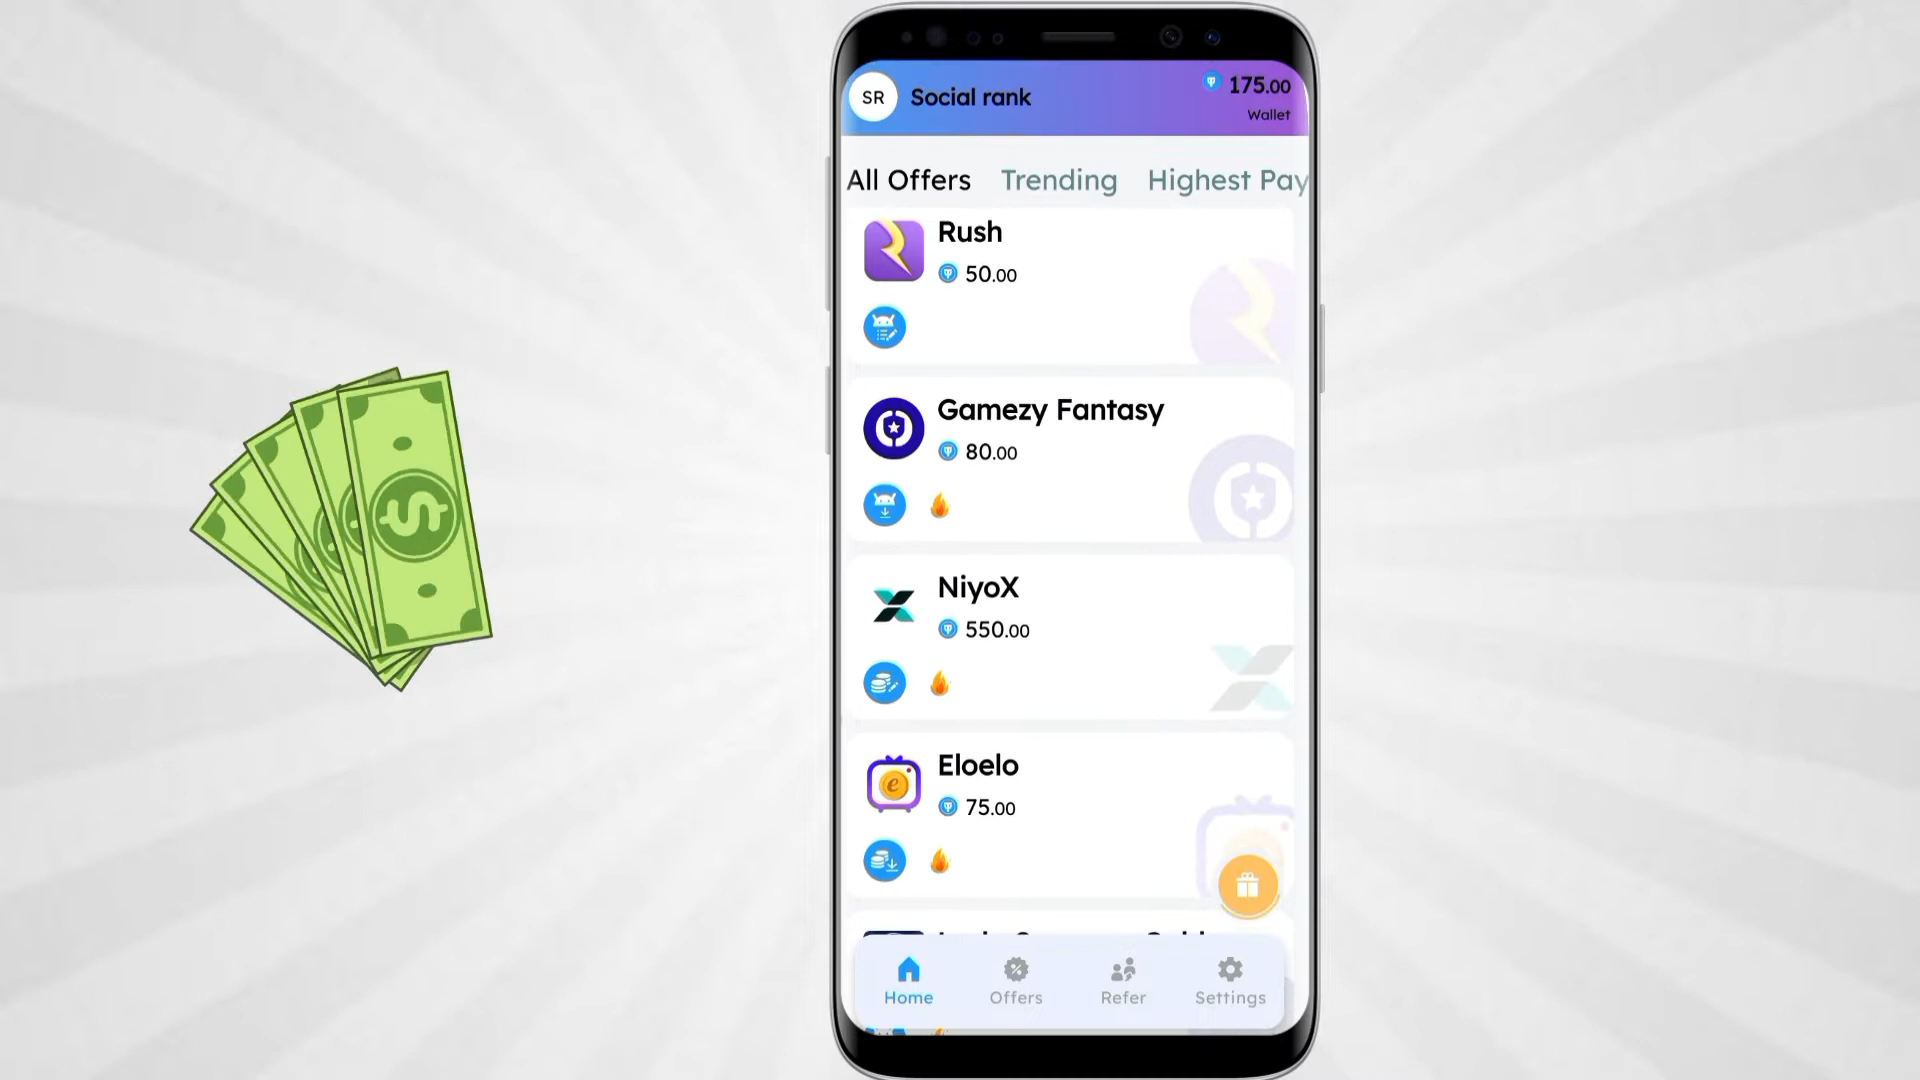 SR
Social rank
175.00
Wallet
All Offers
Trending
Highest Pay
Rush
50.00
Gamezy Fantasy
80.00
NiyoX
550.00
Eloelo
75.00
Home
Offers
Refer
Settings